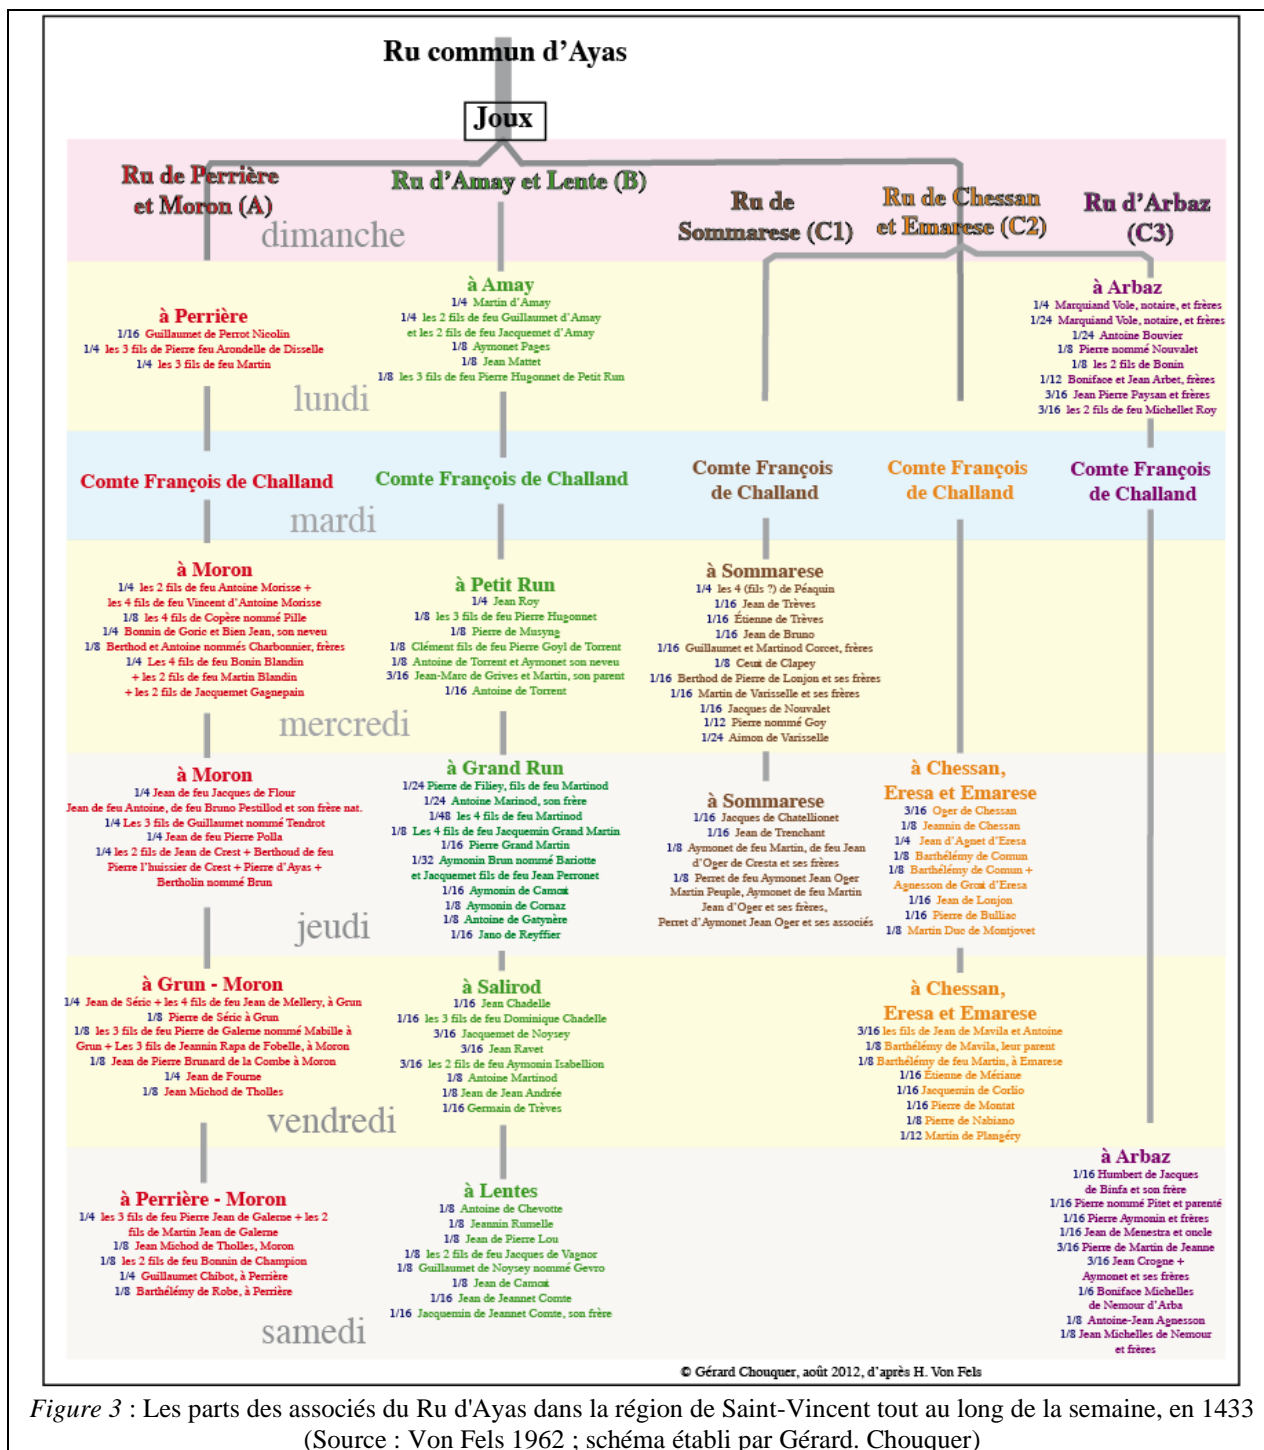 Ru commun d'Ayas
Joux
Ru de Perrière
et Moron (A)
Ru d'Amay et Lente (B)
Ru de
Sommarese (C1)
Ru de Chessan
et Emarese (C2)
Ru d'Arbaz
(C3)
dimanche
à Perrière
1/16 Guillaumet de Perrot Nicolin
1/4 les 3 fils de Pierre feu Arondelle de Disselle
1/4 les 3 fils de feu Martin
à Amay
1/4 Martin d'Amay
1/4 les 2 fils de feu Guillaumet d'Amay
et les 2 fils de feu Jacquemet d'Amay
1/8 Aymonet Pages
1/8 Jean Mattet
1/8 les 3 fils de feu Pierre Hugonnet de Petit Run
à Arbaz
1/4 Marquiand Vole, notaire, et frères
1/24 Marquiand Vole, notaire, et frères
1/24 Antoine Bouvier
1/8 Pierre nommé Nouvalet
1/8 les 2 fils de Bonin
1/12 Boniface et Jean Arbet, frères
3/16 Jean Pierre Paysan et frères
3/16 les 2 fils de feu Michellet Roy
lundi
Comte François de Challand
Comte François de Challand
Comte François
de Challand
Comte François
de Challand
Comte François
de Challand
mardi
à Moron
1/4 les 2 fils de feu Antoine Morisse +
les 4 fils de feu Vincent d'Antoine Morisse
1/8 les 4 fils de Copère nommé Pille
1/4 Bonnin de Goric et Bien Jean, son neveu
1/8 Berthod et Antoine nommés Charbonnier, frères
1/4 Les 4 fils de feu Bonin Blandin
+ les 2 fils de feu Martin Blandin
+ les 2 fils de Jacquemet Gagnepain
à Petit Run
1/4 Jean Roy
1/8 les 3 fils de feu Pierre Hugonnet
1/8 Pierre de Musyng
1/8 Clément fils de feu Pierre Goyl de Torrent
1/8 Antoine de Torrent et Aymonet son neveu
3/16 Jean-Marc de Grives et Martin, son parent
1/16 Antoine de Torrent
à Sommarese
1/4 les 4 (fils ?) de Péaquin
1/16 Jean de Trèves
1/16 Étienne de Trèves
1/16 Jean de Bruno
1/16 Guillaumet et Martinod Corcet, frères
1/8 Ceuxt de Clapey
1/16 Berthod de Pierre de Lonjon et ses frères
1/16 Martin de Varisselle et ses frères
1/16 Jacques de Nouvalet
1/12 Pierre nommé Goy
1/24 Aimon de Varisselle
mercredi
à Moron
1/4 Jean de feu Jacques de Flour
Jean de feu Antoine, de feu Bruno Pestillod et son frère nat.
1/4 Les 3 fils de Guillaumet nommé Tendrot
1/4 Jean de feu Pierre Polla
1/4 les 2 fils de Jean de Crest + Berthoud de feu
Pierre l'huissier de Crest + Pierre d'Ayas +
Bertholin nommé Brun
à Grand Run
1/24 Pierre de Filiey, fils de feu Martinod
1/24 Antoine Marinod, son frère
1/48 les 4 fils de feu Martinod
1/8 Les 4 fils de feu Jacquemin Grand Martin
1/16 Pierre Grand Martin
1/32 Aymonin Brun nommé Bariotte
et Jacquemet fils de feu Jean Perronet
1/16 Aymonin de Camoxt
1/8 Aymonin de Cornaz
1/8 Antoine de Gatynère
1/16 Jano de Reyffier
à Sommarese
1/16 Jacques de Chatellionet
1/16 Jean de Trenchant
1/8 Aymonet de feu Martin, de feu Jean
d'Oger de Cresta et ses frères
1/8 Perret de feu Aymonet Jean Oger
Martin Peuple, Aymonet de feu Martin
Jean d'Oger et ses frères,
Perret d'Aymonet Jean Oger et ses associés
à Chessan,
Eresa et Emarese
3/16 Oger de Chessan
1/8 Jeannin de Chessan
1/4 Jean d'Agnet d'Eresa
1/8 Barthélémy de Comun
1/8 Barthélémy de Comun +
Agnesson de Groxt d'Eresa
1/16 Jean de Lonjon
1/16 Pierre de Bulliac
1/8 Martin Duc de Montjovet
jeudi
à Grun - Moron
1/4 Jean de Séric + les 4 fils de feu Jean de Mellery, à Grun
1/8 Pierre de Séric à Grun
1/8 les 3 fils de feu Pierre de Galerne nommé Mabille à
Grun + Les 3 fils de Jeannin Rapa de Fobelle, à Moron
1/8 Jean de Pierre Brunard de la Combe à Moron
1/4 Jean de Fourne
1/8 Jean Michod de Tholles
à Salirod
1/16 Jean Chadelle
1/16 les 3 fils de feu Dominique Chadelle
3/16 Jacquemet de Noysey
3/16 Jean Ravet
3/16 les 2 fils de feu Aymonin Isabellion
1/8 Antoine Martinod
1/8 Jean de Jean Andrée
1/16 Germain de Trèves
à Chessan,
Eresa et Emarese
3/16 les fils de Jean de Mavila et Antoine
1/8 Barthélémy de Mavila, leur parent
1/8 Barthélémy de feu Martin, à Emarese
1/16 Étienne de Mériane
1/16 Jacquemin de Corlio
1/16 Pierre de Montat
1/8 Pierre de Nabiano
1/12 Martin de Plangéry
vendredi
à Perrière - Moron
1/4 les 3 fils de feu Pierre Jean de Galerne + les 2
fils de Martin Jean de Galerne
1/8 Jean Michod de Tholles, Moron
1/8 les 2 fils de feu Bonnin de Champion
1/4 Guillaumet Chibot, à Perrière
1/8 Barthélémy de Robe, à Perrière
à Lentes
1/8 Antoine de Chevotte
1/8 Jeannin Rumelle
1/8 Jean de Pierre Lou
1/8 les 2 fils de feu Jacques de Vagnor
1/8 Guillaumet de Noysey nommé Gevro
1/8 Jean de Camoxt
1/16 Jean de Jeannet Comte
1/16 Jacquemin de Jeannet Comte, son frère
à Arbaz
1/16 Humbert de Jacques
de Binfa et son frère
1/16 Pierre nommé Pitet et parenté
1/16 Pierre Aymonin et frères
1/16 Jean de Menestra et oncle
3/16 Pierre de Martin de Jeanne
3/16 Jean Crogne +
Aymonet et ses frères
1/6 Boniface Michelles
de Nemour d'Arba
1/8 Antoine-Jean Agnesson
1/8 Jean Michelles de Nemour
et frères
samedi
© Gérard Chouquer, août 2012, d'après H. Von Fels
Figure 3 : Les parts des associés du Ru d'Ayas dans la région de Saint-Vincent tout au long de la semaine, en 1433
(Source : Von Fels 1962 ; schéma établi par Gérard. Chouquer)